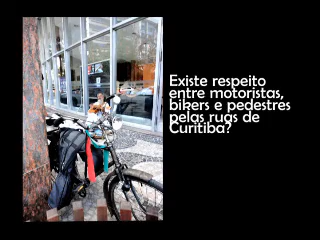 Existe respeito
entre motoristas,
bikers e pedestres
pelas ruas de
Curitiba?